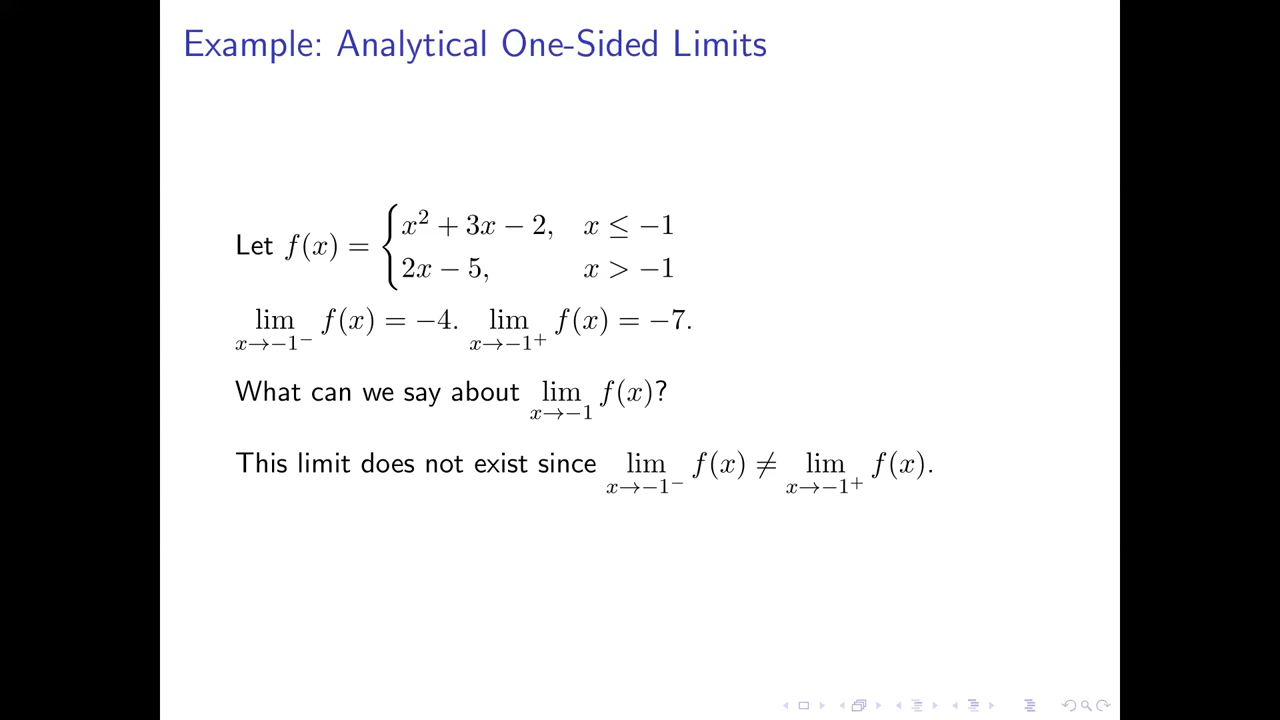 Example: Analytical One-Sided Limits
Let f(x) = { x² + 3x − 2, x ≤ −1
2x − 5, x > −1
lim x→−1⁻ f(x) = −4. lim x→−1⁺ f(x) = −7.
What can we say about lim x→−1 f(x)?
This limit does not exist since lim x→−1⁻ f(x) ≠ lim x→−1⁺ f(x).